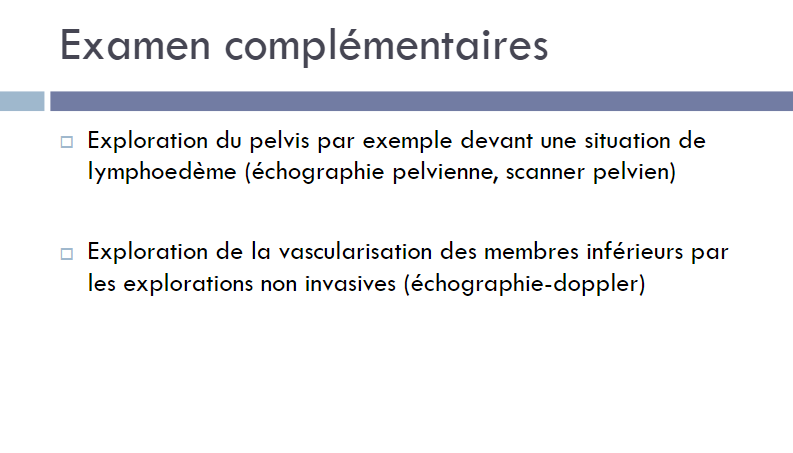 Examen complémentaires
Exploration du pelvis par exemple devant une situation de
lymphoedème (échographie pelvienne, scanner pelvien)
Exploration de la vascularisation des membres inférieurs par
les explorations non invasives (échographie-doppler)